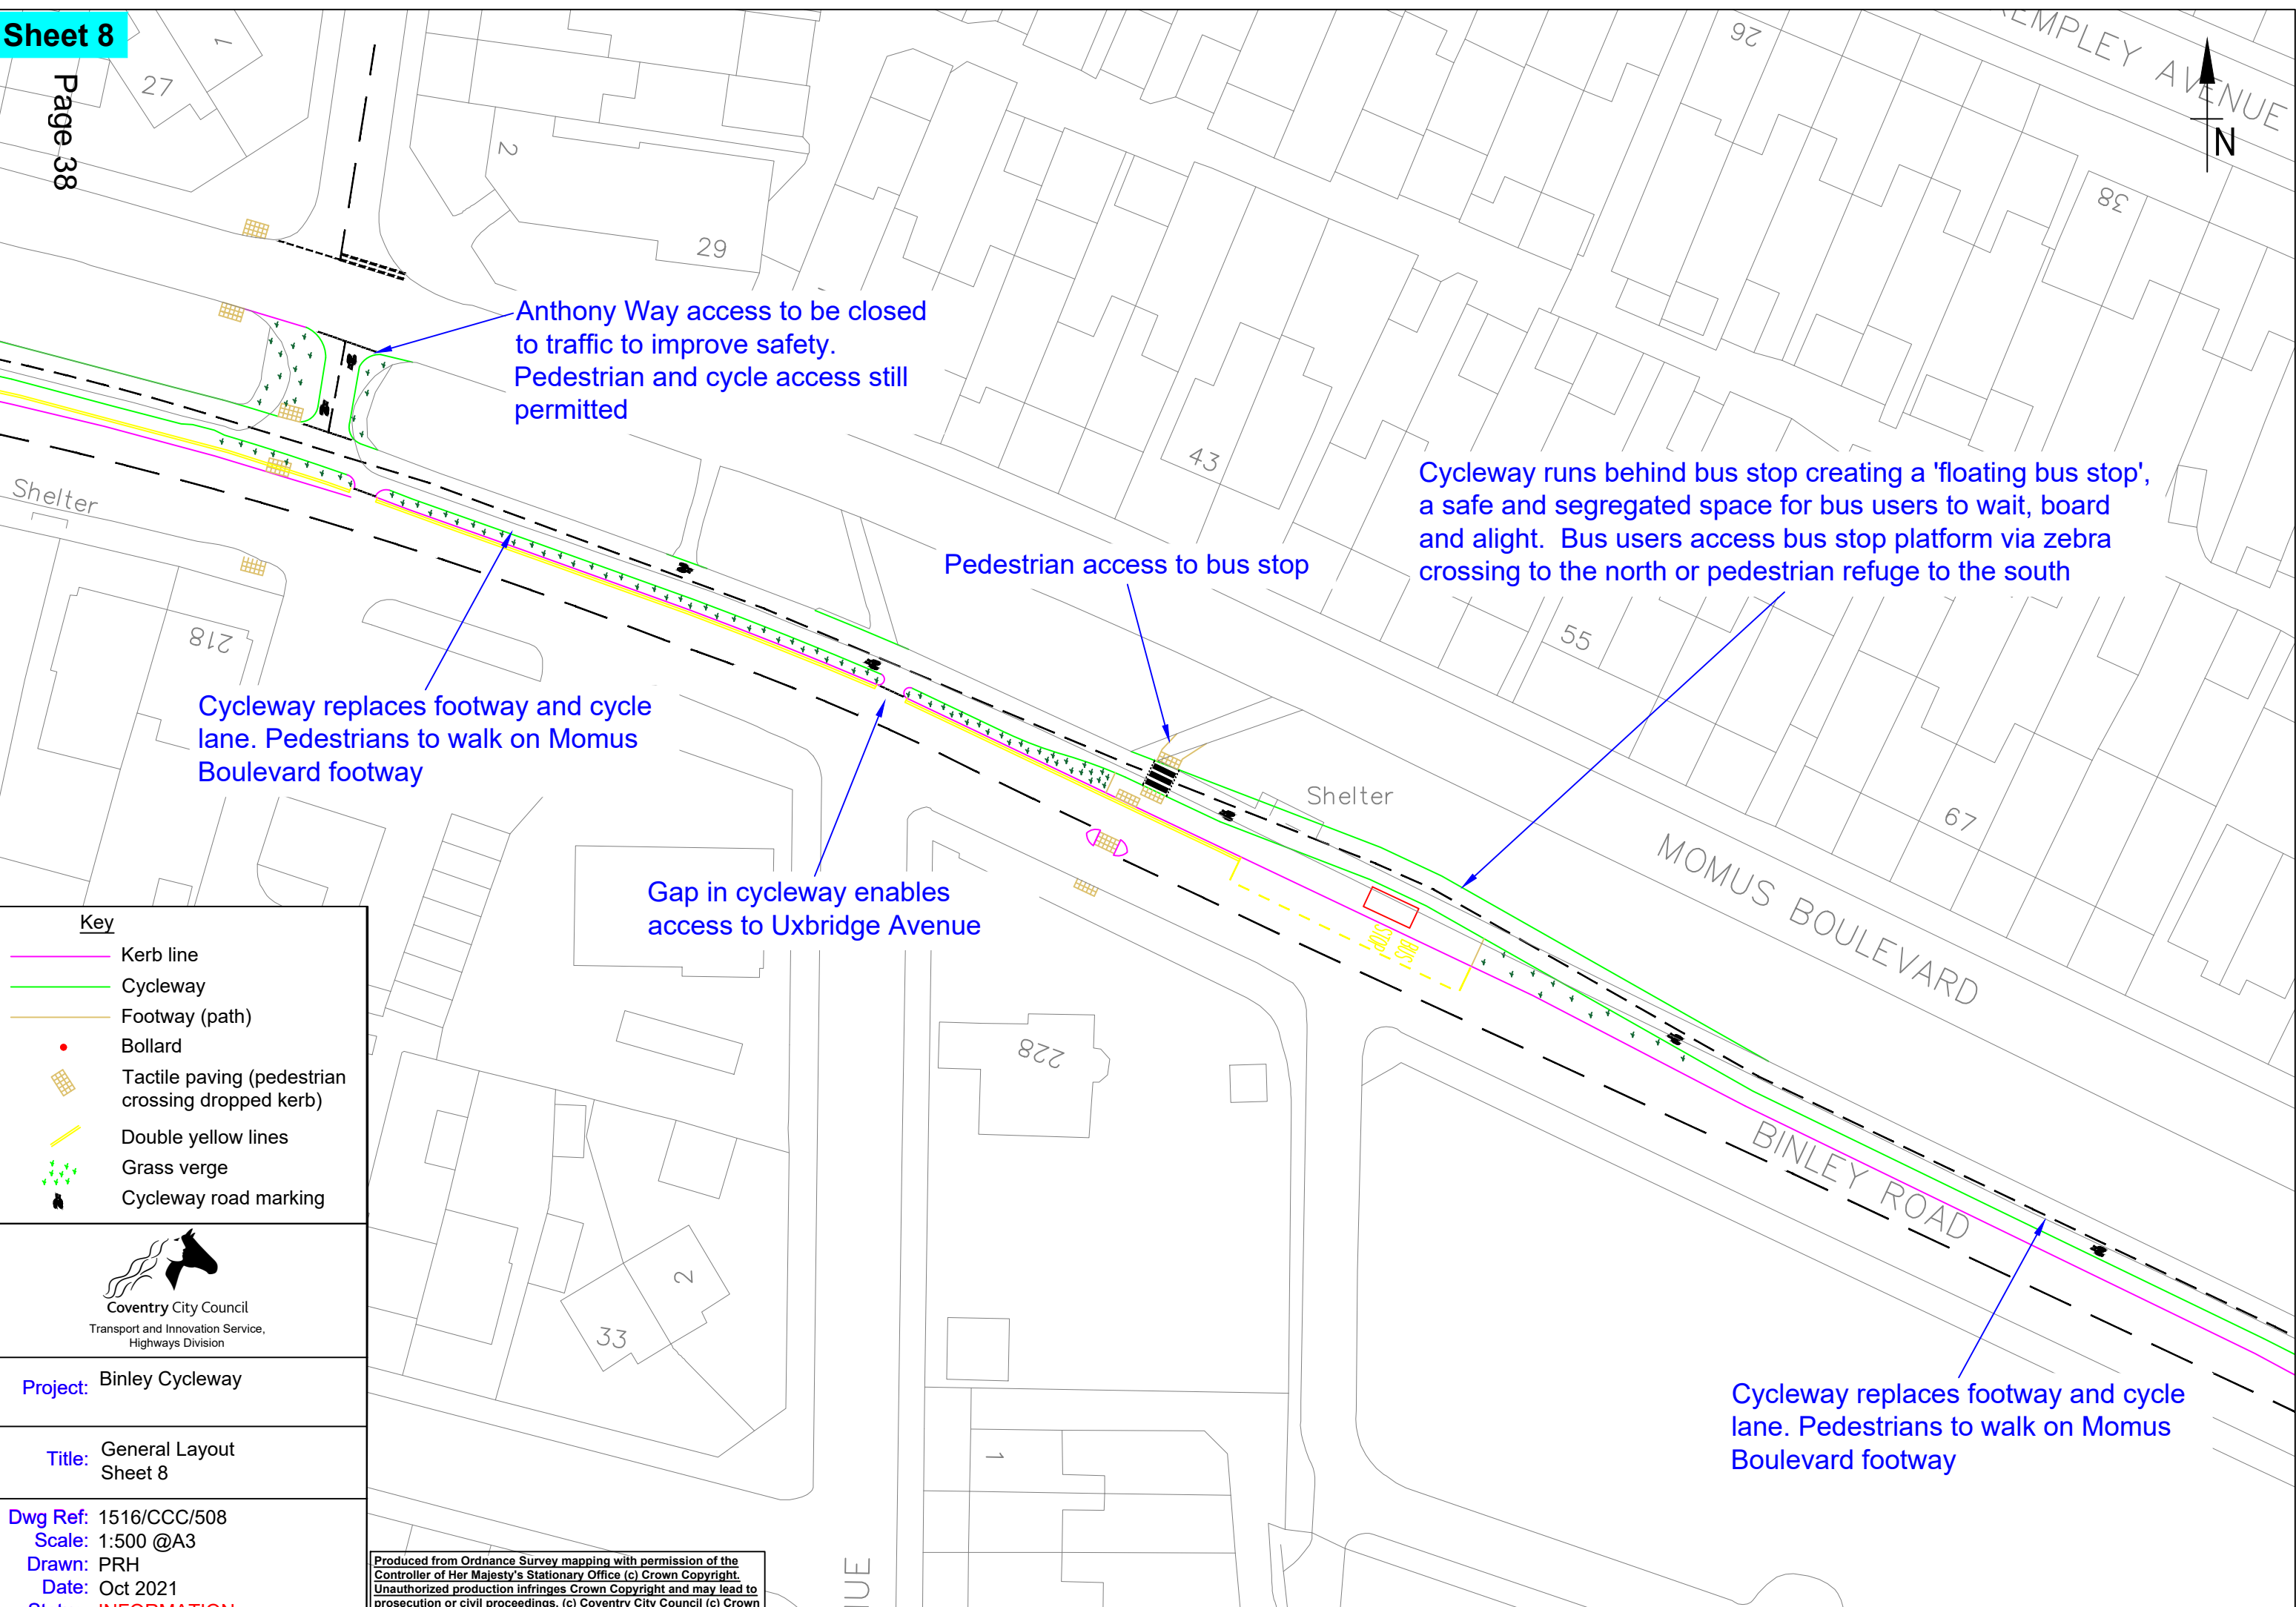 Sheet 8
Page 38
1
27
2
29
26
KEMPLEY AVENUE
N
38
Anthony Way access to be closed
to traffic to improve safety.
Pedestrian and cycle access still
permitted
43
Cycleway runs behind bus stop creating a 'floating bus stop',
a safe and segregated space for bus users to wait, board
and alight. Bus users access bus stop platform via zebra
crossing to the north or pedestrian refuge to the south
Shelter
Pedestrian access to bus stop
218
55
Cycleway replaces footway and cycle
lane. Pedestrians to walk on Momus
Boulevard footway
Shelter
67
MOMUS BOULEVARD
Gap in cycleway enables
access to Uxbridge Avenue
BUS
STOP
228
BINLEY ROAD
Key
Kerb line
Cycleway
Footway (path)
Bollard
Tactile paving (pedestrian
crossing dropped kerb)
Double yellow lines
Grass verge
Cycleway road marking
Coventry City Council
Transport and Innovation Service,
Highways Division
2
33
1
Cycleway replaces footway and cycle
lane. Pedestrians to walk on Momus
Boulevard footway
Project: Binley Cycleway
Title: General Layout
Sheet 8
Dwg Ref: 1516/CCC/508
Scale: 1:500 @A3
Drawn: PRH
Date: Oct 2021
Produced from Ordnance Survey mapping with permission of the
Controller of Her Majesty's Stationary Office (c) Crown Copyright.
Unauthorized production infringes Crown Copyright and may lead to
prosecution or civil proceedings. (c) Coventry City Council (c) Crown